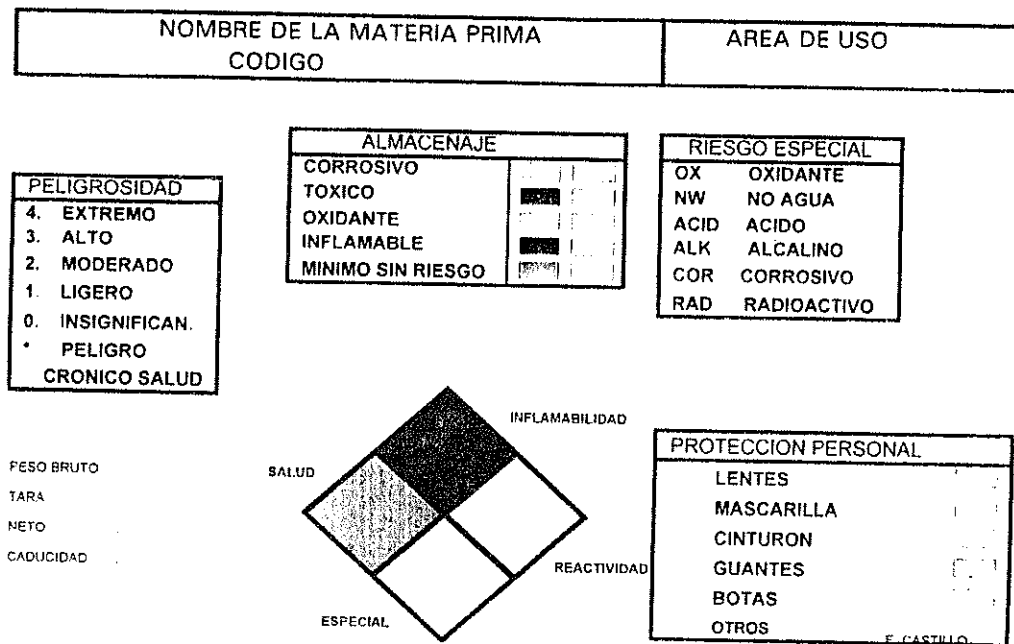 NOMBRE DE LA MATERIA PRIMA
CODIGO
AREA DE USO
ALMACENAJE
CORROSIVO
TOXICO
OXIDANTE
INFLAMABLE
MINIMO SIN RIESGO
RIESGO ESPECIAL
OX OXIDANTE
NW NO AGUA
ACID ACIDO
ALK ALCALINO
COR CORROSIVO
RAD RADIOACTIVO
PELIGROSIDAD
4. EXTREMO
3. ALTO
2. MODERADO
1. LIGERO
0. INSIGNIFICAN.
* PELIGRO
CRONICO SALUD
PESO BRUTO
TARA
NETO
CADUCIDAD
INFLAMABILIDAD
SALUD
REACTIVIDAD
ESPECIAL
PROTECCION PERSONAL
LENTES
MASCARILLA
CINTURON
GUANTES
BOTAS
OTROS
E. CASTILLO